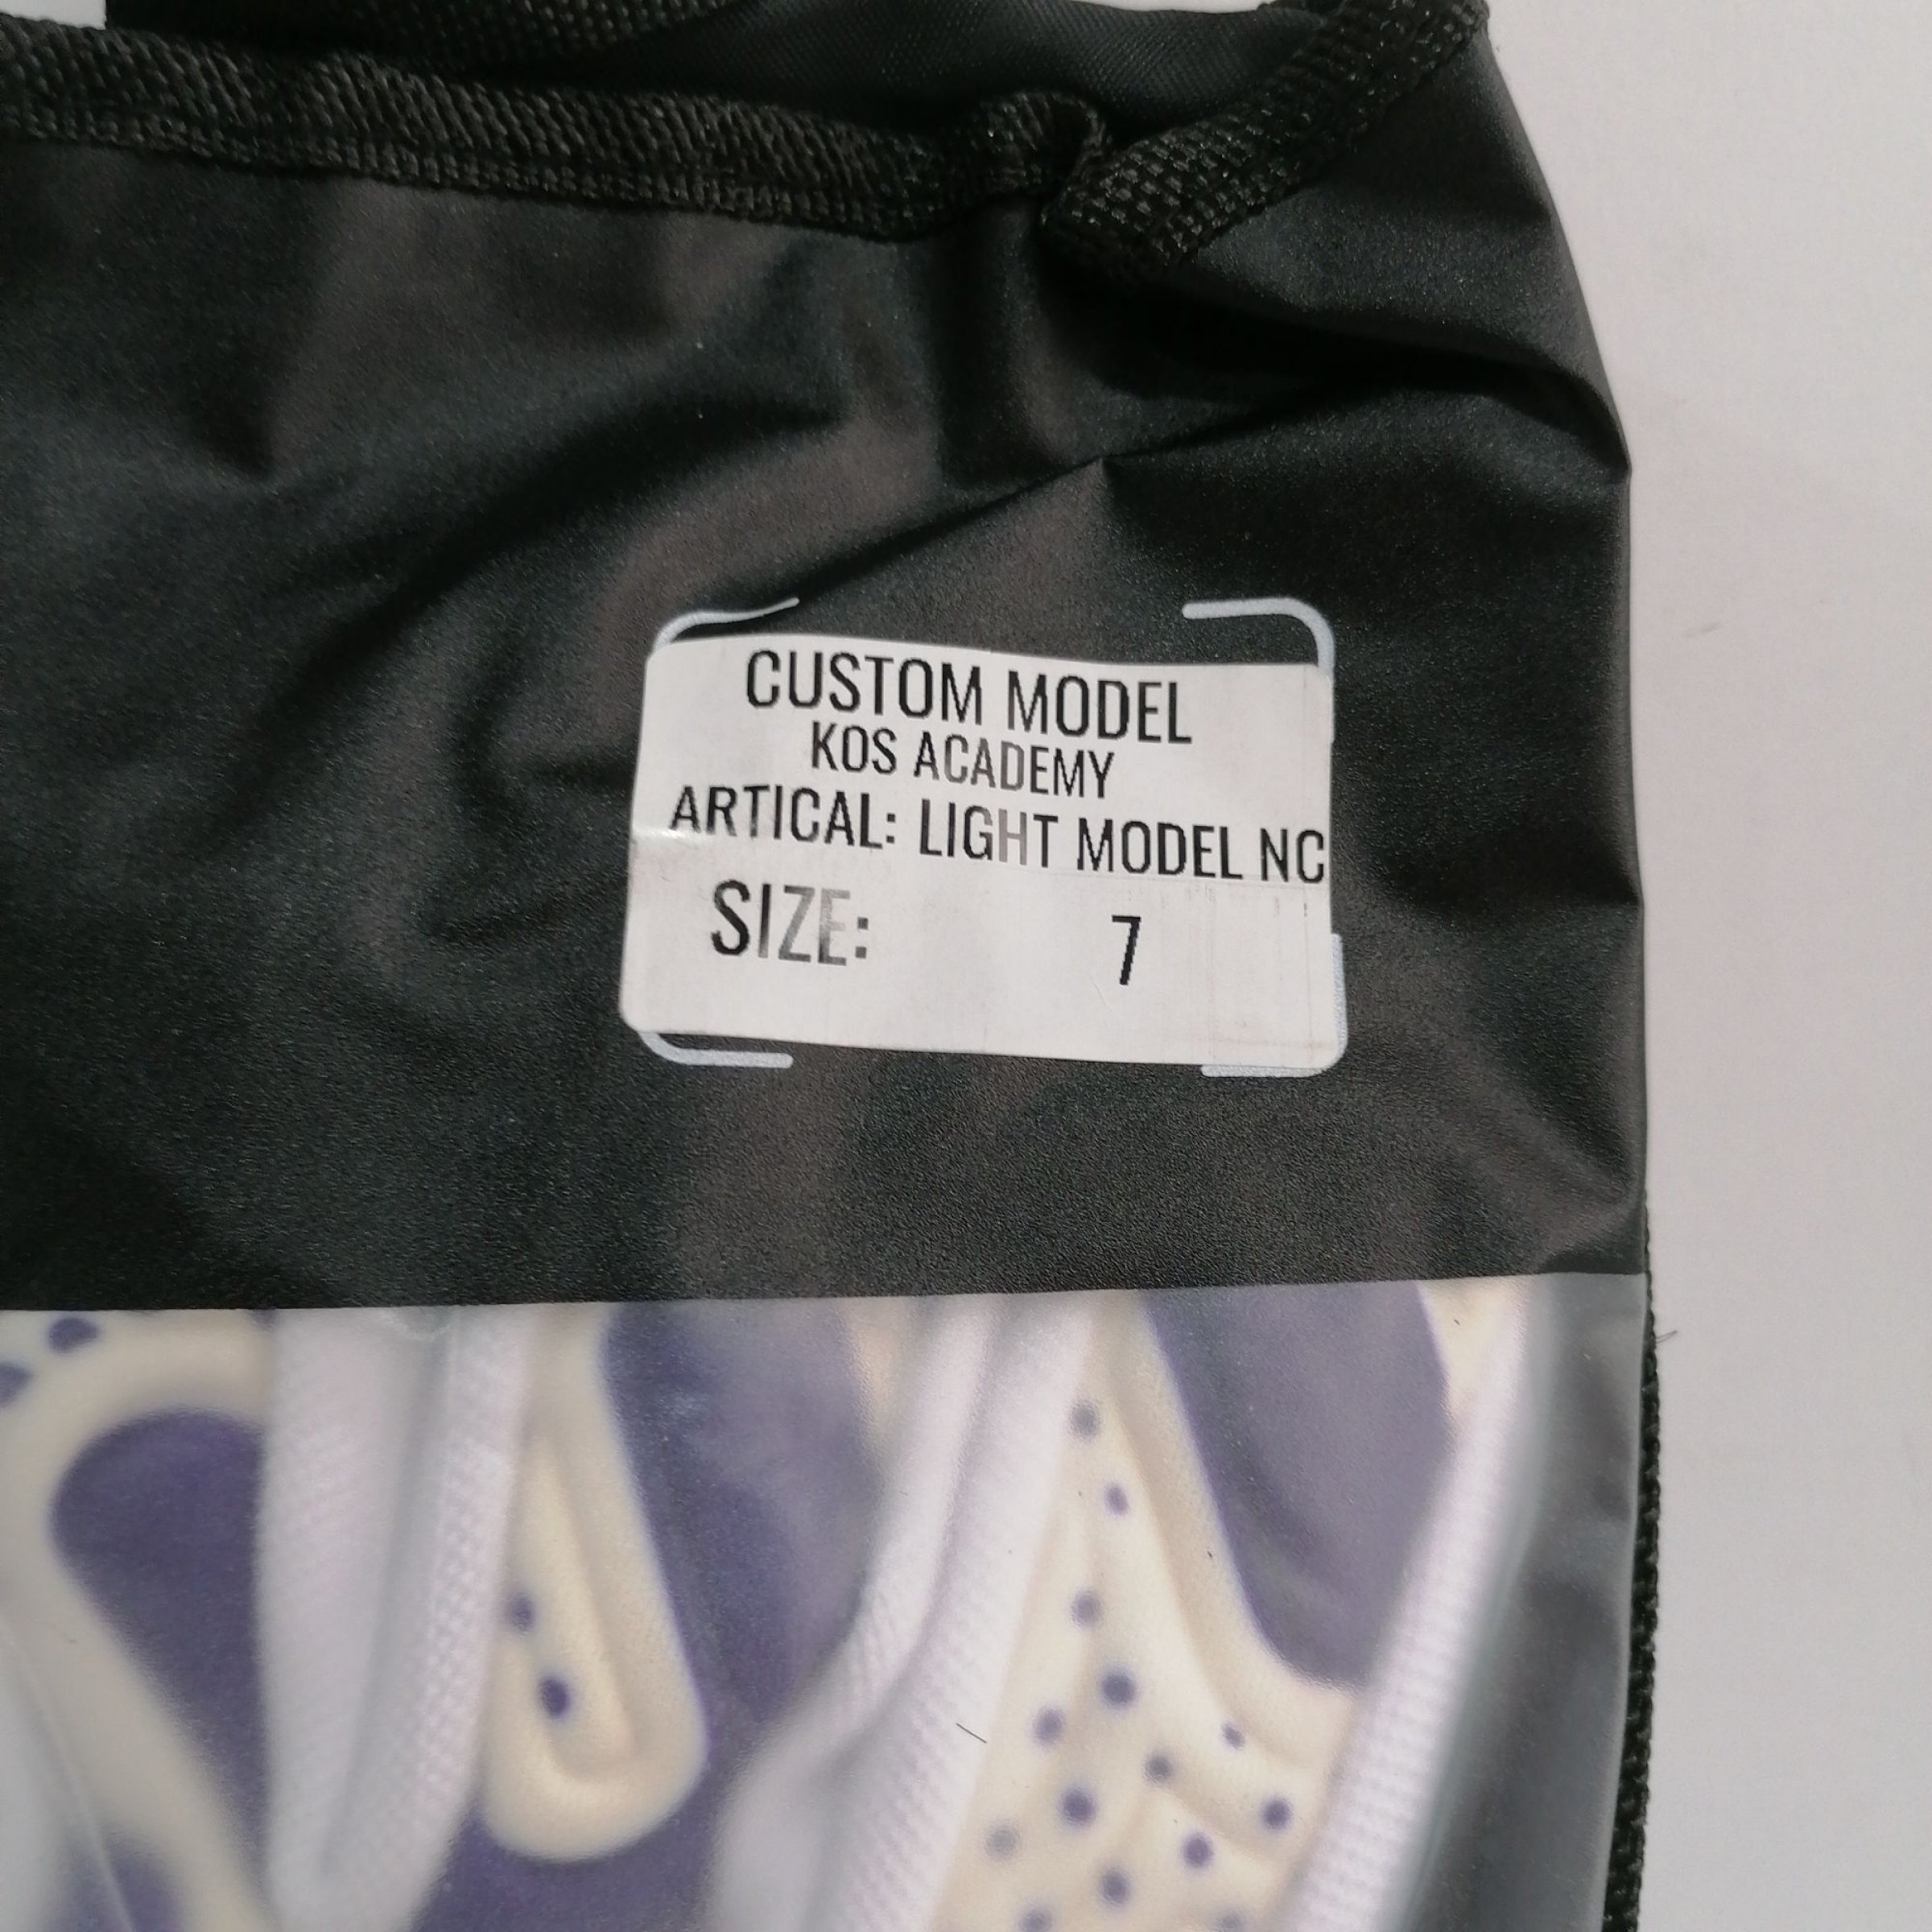 CUSTOM MODEL
KOS ACADEMY
ARTICAL: LIGHT MODEL NC
SIZE: 7